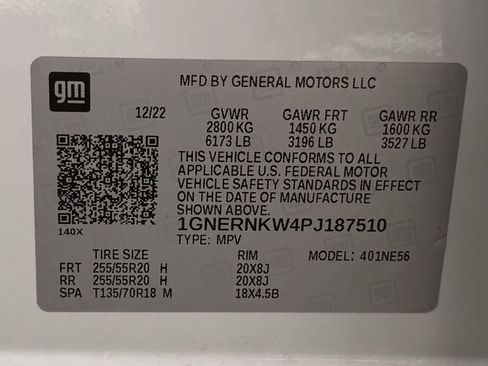 gm
MFD BY GENERAL MOTORS LLC
12/22 GVWR GAWR FRT GAWR RR
2800 KG 1450 KG 1600 KG
6173 LB 3196 LB 3527 LB
THIS VEHICLE CONFORMS TO ALL
APPLICABLE U.S. FEDERAL MOTOR
VEHICLE SAFETY STANDARDS IN EFFECT
ON THE DATE OF MANUFACTURE
SHOWN ABOVE.
140X
1GNERNKW4PJ187510
TYPE: MPV
TIRE SIZE RIM MODEL: 401NE56
FRT 255/55R20 H 20X8J
RR 255/55R20 H 20X8J
SPA T135/70R18 M 18X4.5B